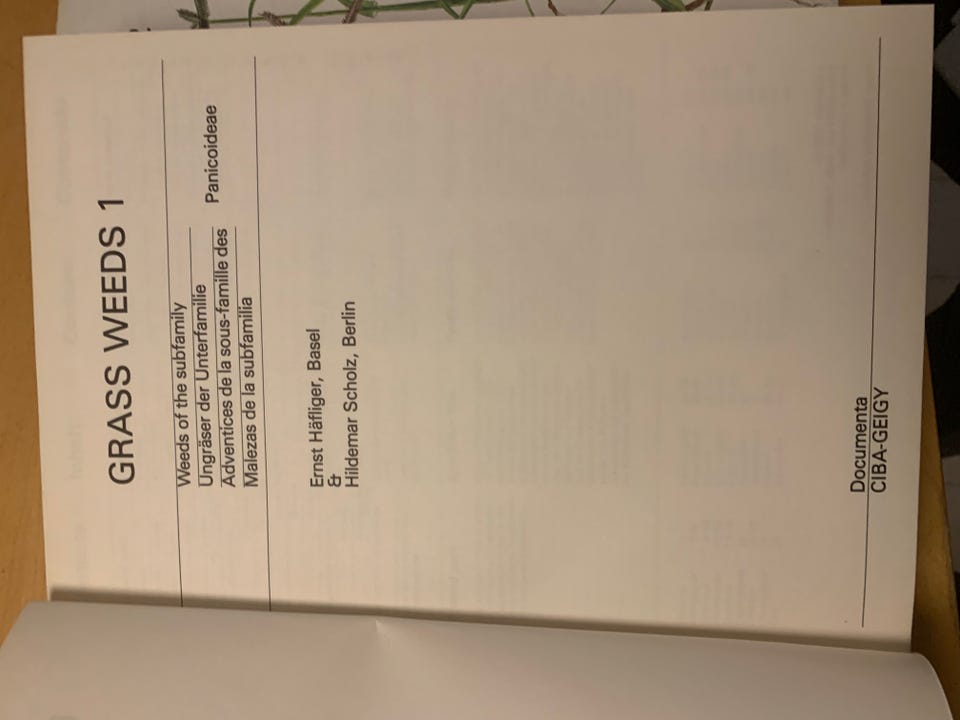 GRASS WEEDS 1
Weeds of the subfamily
Ungräser der Unterfamilie
Adventices de la sous-famille des
Malezas de la subfamilia
Panicoideae
Ernst Häfliger, Basel
&
Hildemar Scholz, Berlin
Documenta
CIBA-GEIGY